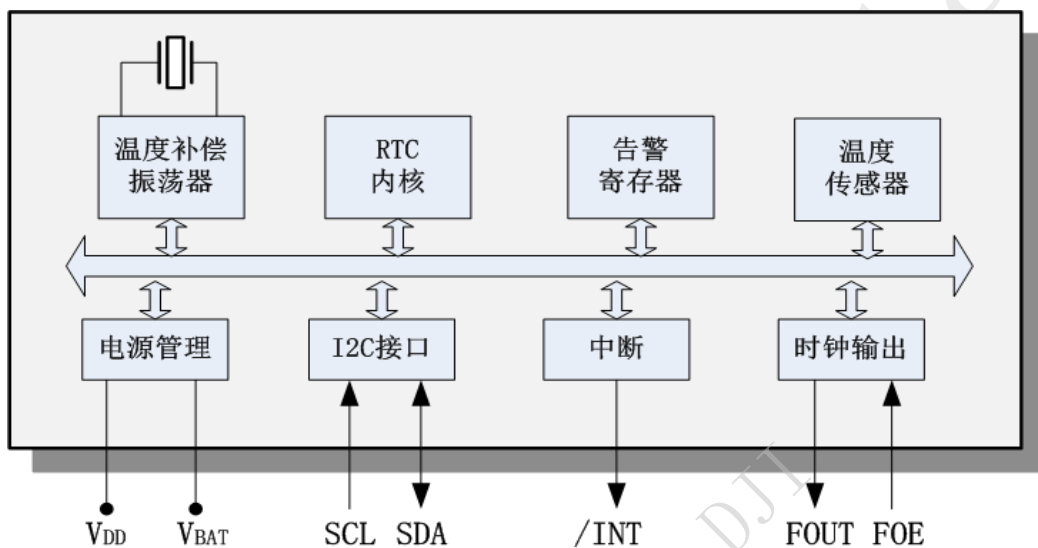 温度补偿
振荡器
RTC
内核
告警
寄存器
温度
传感器
电源管理
I2C接口
中断
时钟输出
VDD
VBAT
SCL
SDA
/INT
FOUT
FOE
DJI